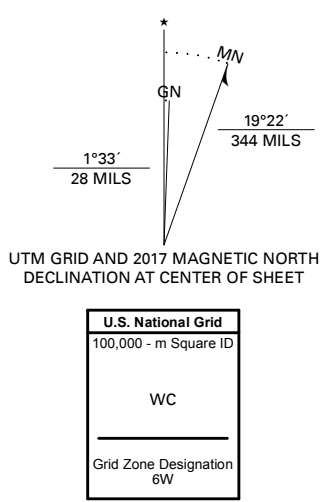 ★
MN
GN
19°22´
344 MILS
1°33´
28 MILS
UTM GRID AND 2017 MAGNETIC NORTH
DECLINATION AT CENTER OF SHEET
U.S. National Grid
100,000 - m Square ID
WC
Grid Zone Designation
6W